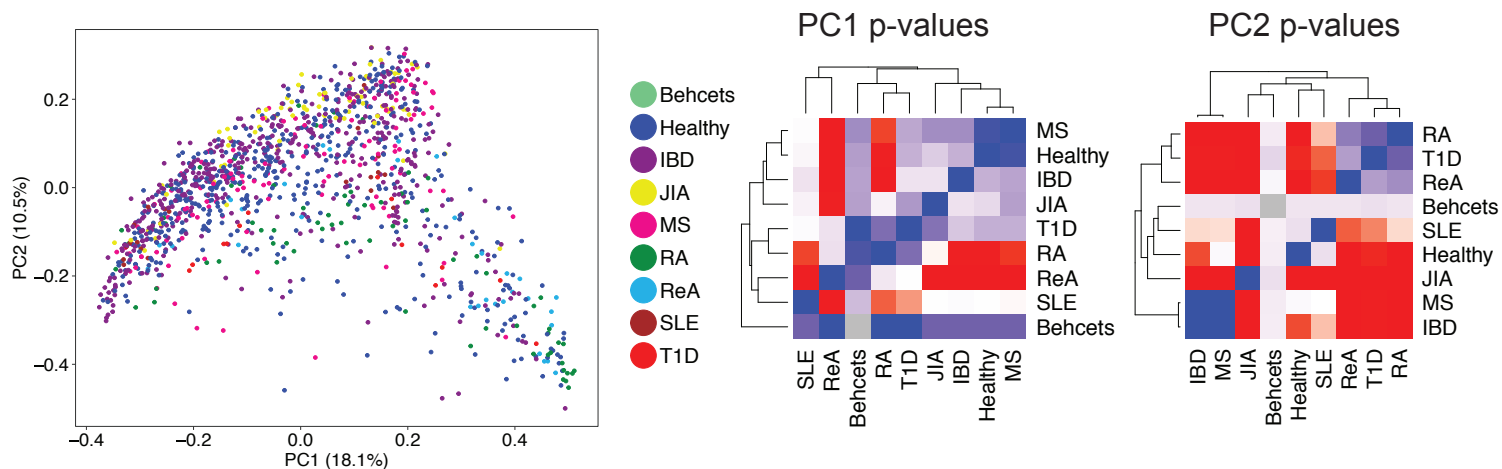 PC2 (10.5%)
0.2
0.0
−0.2
−0.4
−0.4
−0.2
0.0
0.2
0.4
PC1 (18.1%)
Behcets
Healthy
IBD
JIA
MS
RA
ReA
SLE
T1D
PC1 p-values
MS
Healthy
IBD
JIA
T1D
RA
ReA
SLE
Behcets
SLE
ReA
Behcets
RA
T1D
JIA
IBD
Healthy
MS
PC2 p-values
RA
T1D
ReA
Behcets
SLE
Healthy
JIA
MS
IBD
IBD
MS
JIA
Behcets
Healthy
SLE
ReA
T1D
RA